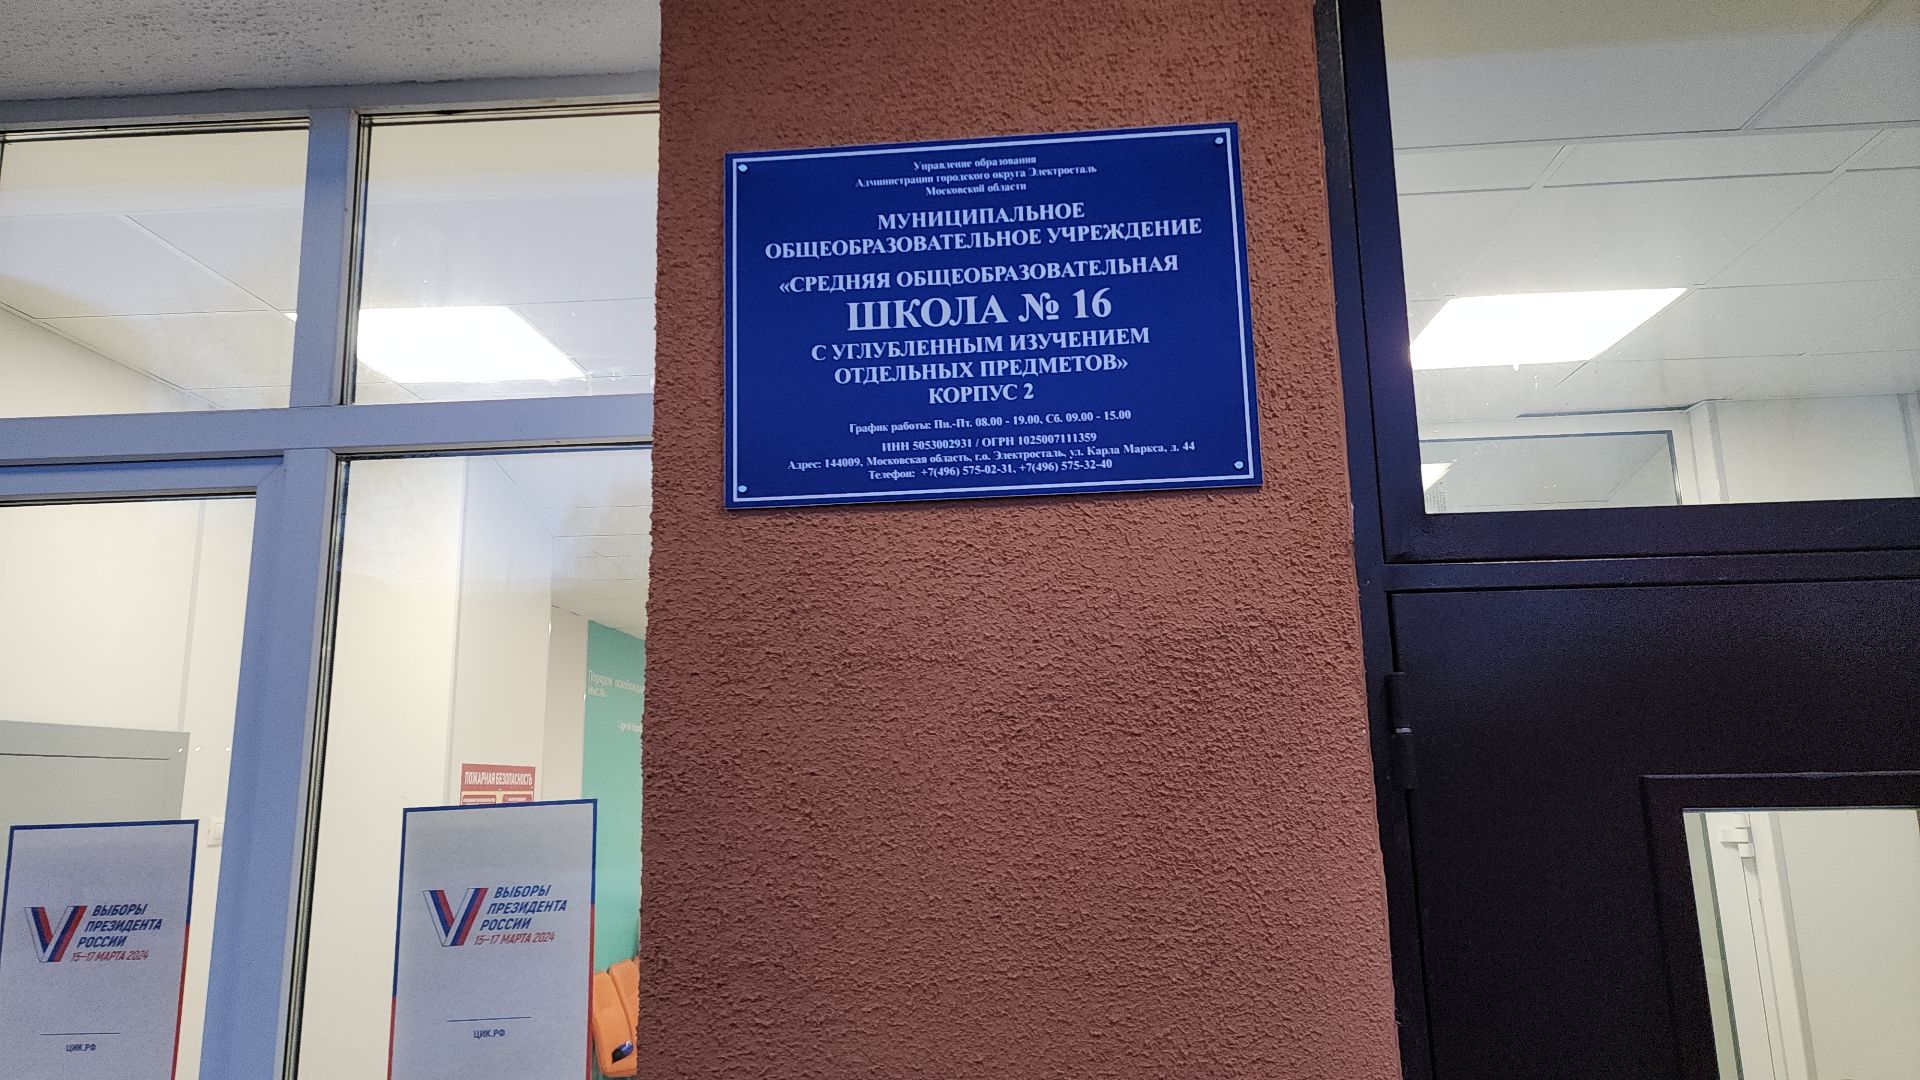 Управление образования
Администрации городского округа Электросталь
Московской области
МУНИЦИПАЛЬНОЕ
ОБЩЕОБРАЗОВАТЕЛЬНОЕ УЧРЕЖДЕНИЕ
«СРЕДНЯЯ ОБЩЕОБРАЗОВАТЕЛЬНАЯ
ШКОЛА № 16
С УГЛУБЛЕННЫМ ИЗУЧЕНИЕМ
ОТДЕЛЬНЫХ ПРЕДМЕТОВ»
КОРПУС 2
График работы: Пн.-Пт. 08.00 - 19.00, Сб. 09.00 - 15.00
ИНН 5053002931 / ОГРН 1025007111359
Адрес: 144009, Московская область, г.о. Электросталь, ул. Карла Маркса, д. 44
Телефон: +7(496) 575-02-31, +7(496) 575-32-40
Порядок
мысль.
ПОЖАРНАЯ БЕЗОПАСНОСТЬ
ВЫБОРЫ
ПРЕЗИДЕНТА
РОССИИ
15–17 МАРТА 2024
ЦИК.РФ
ВЫБОРЫ
ПРЕЗИДЕНТА
РОССИИ
15–17 МАРТА 2024
ЦИК.РФ